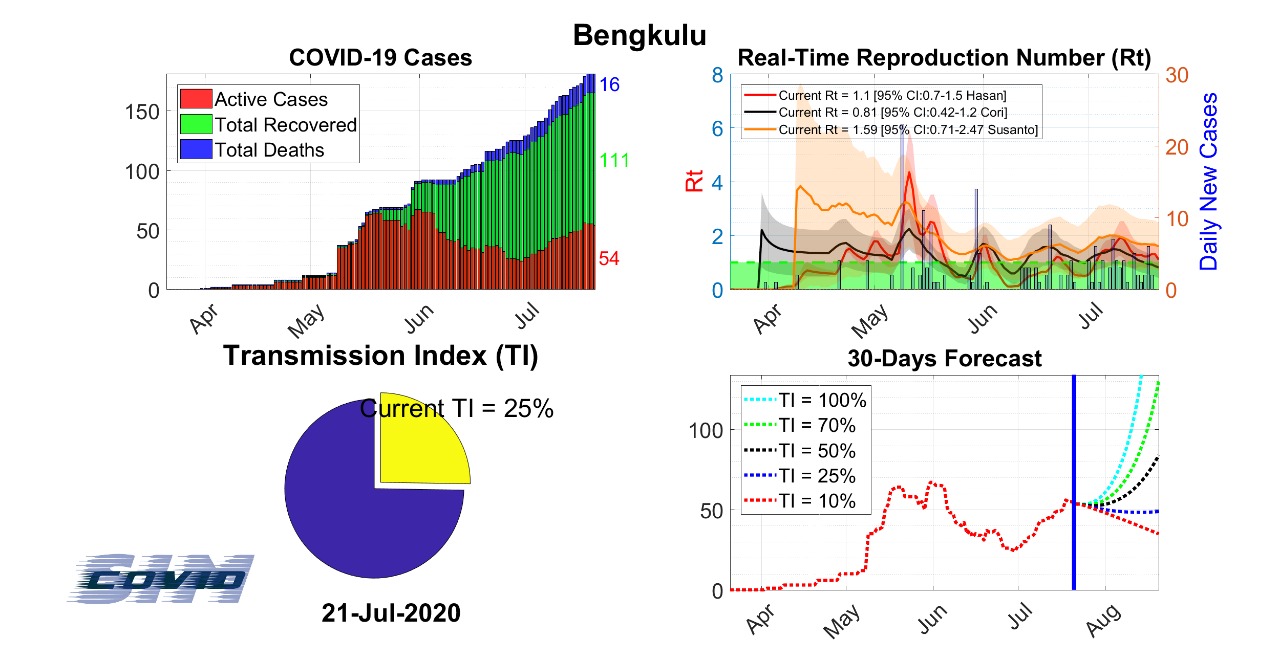 Bengkulu
COVID-19 Cases
Active Cases
Total Recovered
Total Deaths
150
100
50
0
16
111
54
Apr
May
Jun
Jul
Real-Time Reproduction Number (Rt)
Current Rt = 1.1 [95% CI:0.7-1.5 Hasan]
Current Rt = 0.81 [95% CI:0.42-1.2 Cori]
Current Rt = 1.59 [95% CI:0.71-2.47 Susanto]
Rt
8
6
4
2
0
30
20
10
0
Daily New Cases
Apr
May
Jun
Jul
Transmission Index (TI)
Current TI = 25%
21-Jul-2020
SIM
COVID
30-Days Forecast
TI = 100%
TI = 70%
TI = 50%
TI = 25%
TI = 10%
100
50
0
Apr
May
Jun
Jul
Aug